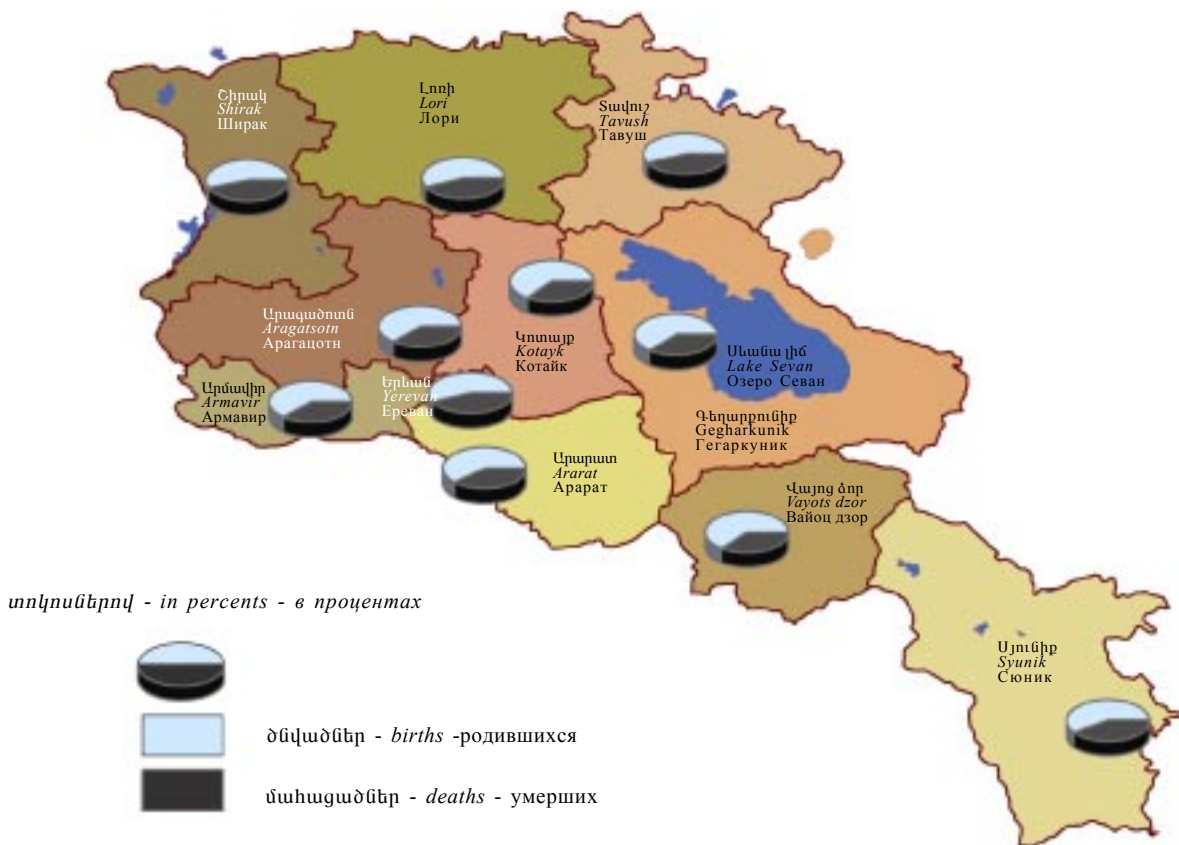 Շիրակ
Shirak
Ширак
Լոռի
Lori
Лори
Տավուշ
Tavush
Тавуш
Արագածոտն
Aragatsotn
Арагацотн
Կոտայք
Kotayk
Котайк
Սևանա լիճ
Lake Sevan
Озеро Севан
Արմավիր
Armavir
Армавир
Երևան
Yerevan
Ереван
Գեղարքունիք
Gegharkunik
Гегаркуник
Արարատ
Ararat
Арарат
Վայոց ձոր
Vayots dzor
Вайоц дзор
Սյունիք
Syunik
Сюник
տոկոսներով - in percents - в процентах
ծնվածներ - births -родившихся
մահացածներ - deaths - умерших